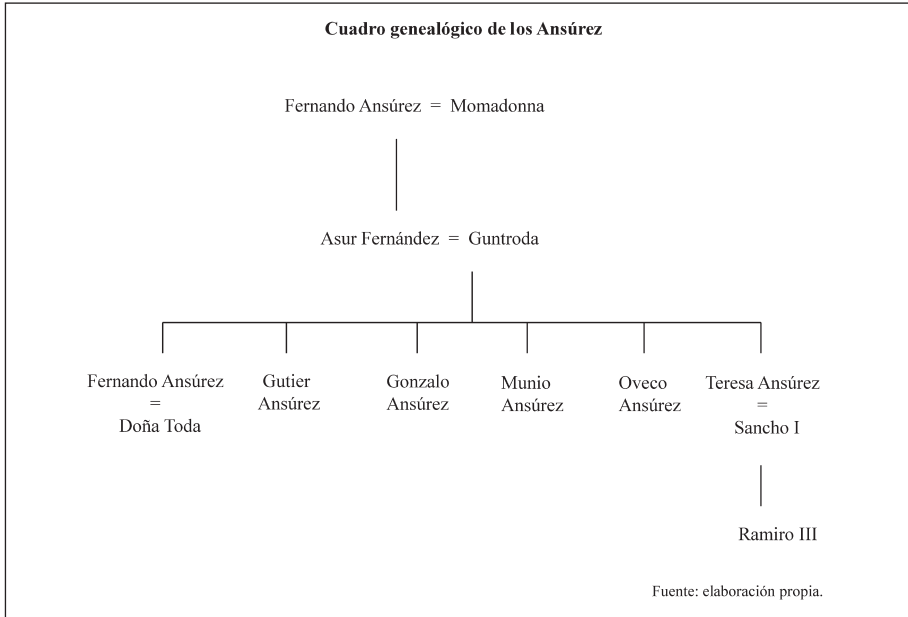 Cuadro genealógico de los Ansúrez
Fernando Ansúrez = Momadonna
Asur Fernández = Guntroda
Fernando Ansúrez
=
Doña Toda
Gutier
Ansúrez
Gonzalo
Ansúrez
Munio
Ansúrez
Oveco
Ansúrez
Teresa Ansúrez
=
Sancho I
Ramiro III
Fuente: elaboración propia.